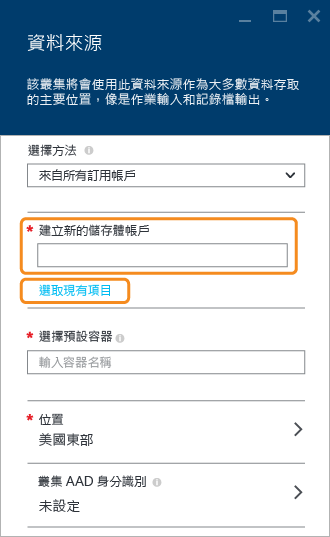 資料來源
該叢集將會使用此資料來源作為大多數資料存取
的主要位置，像是作業輸入和記錄檔輸出。
選擇方法
來自所有訂用帳戶
* 建立新的儲存體帳戶
選取現有項目
* 選擇預設容器
輸入容器名稱
* 位置
美國東部
叢集 AAD 身分識別
未設定